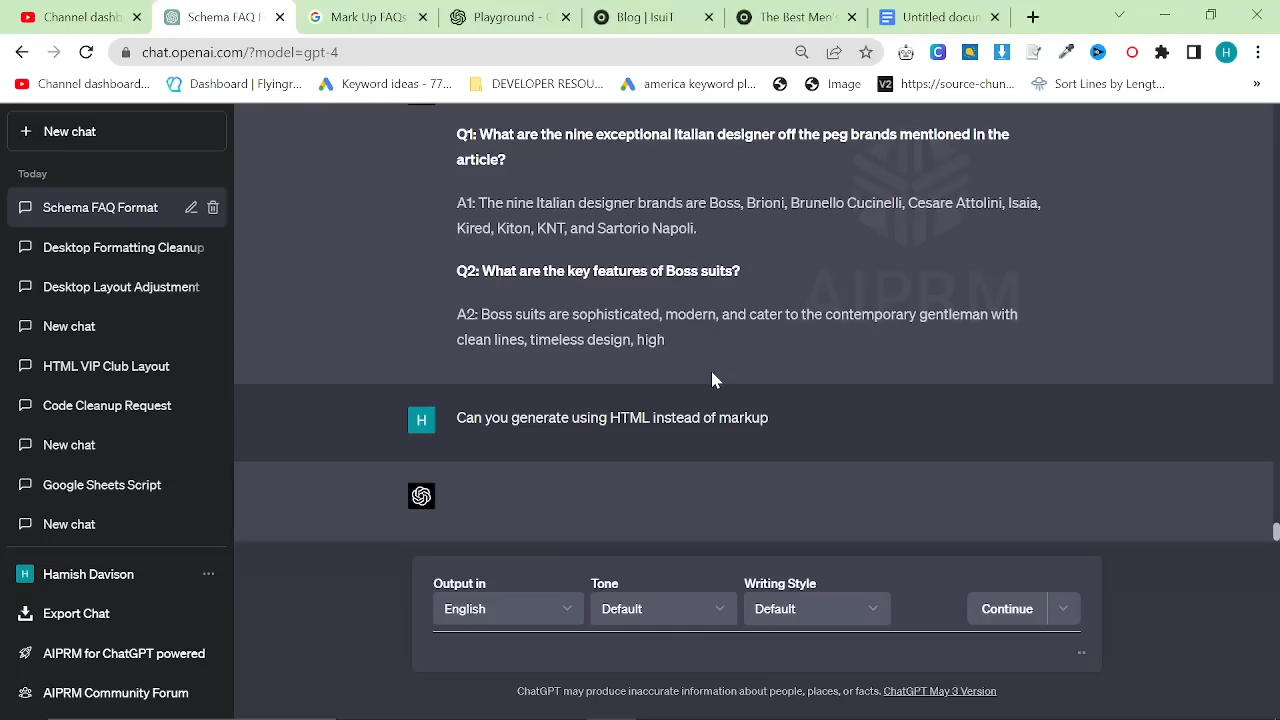 Channel dashb
Schema FAQ F
Mark Up FAQs
Playground - O
Blog | IsuiT
The Best Men's
Untitled docum
chat.openai.com/?model=gpt-4
H
Channel dashboard...
Dashboard | Flyingr...
Keyword ideas - 77...
DEVELOPER RESOU...
america keyword pl...
Image
V2 https://source-chun...
Sort Lines by Lengt...
»
+ New chat
Today
Schema FAQ Format
Desktop Formatting Cleanup
Desktop Layout Adjustment
New chat
HTML VIP Club Layout
Code Cleanup Request
New chat
Google Sheets Script
New chat
H Hamish Davison
Export Chat
AIPRM for ChatGPT powered
AIPRM Community Forum
Q1: What are the nine exceptional Italian designer off the peg brands mentioned in the
article?
A1: The nine Italian designer brands are Boss, Brioni, Brunello Cucinelli, Cesare Attolini, Isaia,
Kired, Kiton, KNT, and Sartorio Napoli.
Q2: What are the key features of Boss suits?
AIPRM
A2: Boss suits are sophisticated, modern, and cater to the contemporary gentleman with
clean lines, timeless design, high
H Can you generate using HTML instead of markup
Output in
Tone
Writing Style
English
Default
Default
Continue
ChatGPT may produce inaccurate information about people, places, or facts. ChatGPT May 3 Version